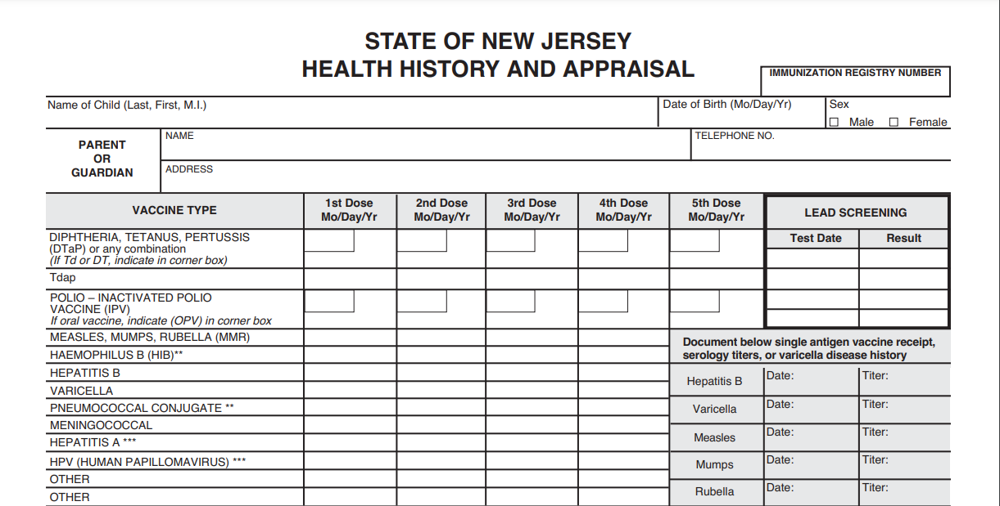 STATE OF NEW JERSEY
HEALTH HISTORY AND APPRAISAL
IMMUNIZATION REGISTRY NUMBER
Name of Child (Last, First, M.I.)
Date of Birth (Mo/Day/Yr)
Sex
Male
Female
PARENT
OR
GUARDIAN
NAME
TELEPHONE NO.
ADDRESS
VACCINE TYPE
1st Dose
Mo/Day/Yr
2nd Dose
Mo/Day/Yr
3rd Dose
Mo/Day/Yr
4th Dose
Mo/Day/Yr
5th Dose
Mo/Day/Yr
LEAD SCREENING
Test Date
Result
DIPHTHERIA, TETANUS, PERTUSSIS
(DTaP) or any combination
(If Td or DT, indicate in corner box)
Tdap
POLIO – INACTIVATED POLIO
VACCINE (IPV)
If oral vaccine, indicate (OPV) in corner box
MEASLES, MUMPS, RUBELLA (MMR)
HAEMOPHILUS B (HIB)**
HEPATITIS B
VARICELLA
PNEUMOCOCCAL CONJUGATE **
MENINGOCOCCAL
HEPATITIS A ***
HPV (HUMAN PAPILLOMAVIRUS) ***
OTHER
OTHER
Document below single antigen vaccine receipt,
serology titers, or varicella disease history
Hepatitis B
Date:
Titer:
Varicella
Date:
Titer:
Measles
Date:
Titer:
Mumps
Date:
Titer:
Rubella
Date:
Titer: